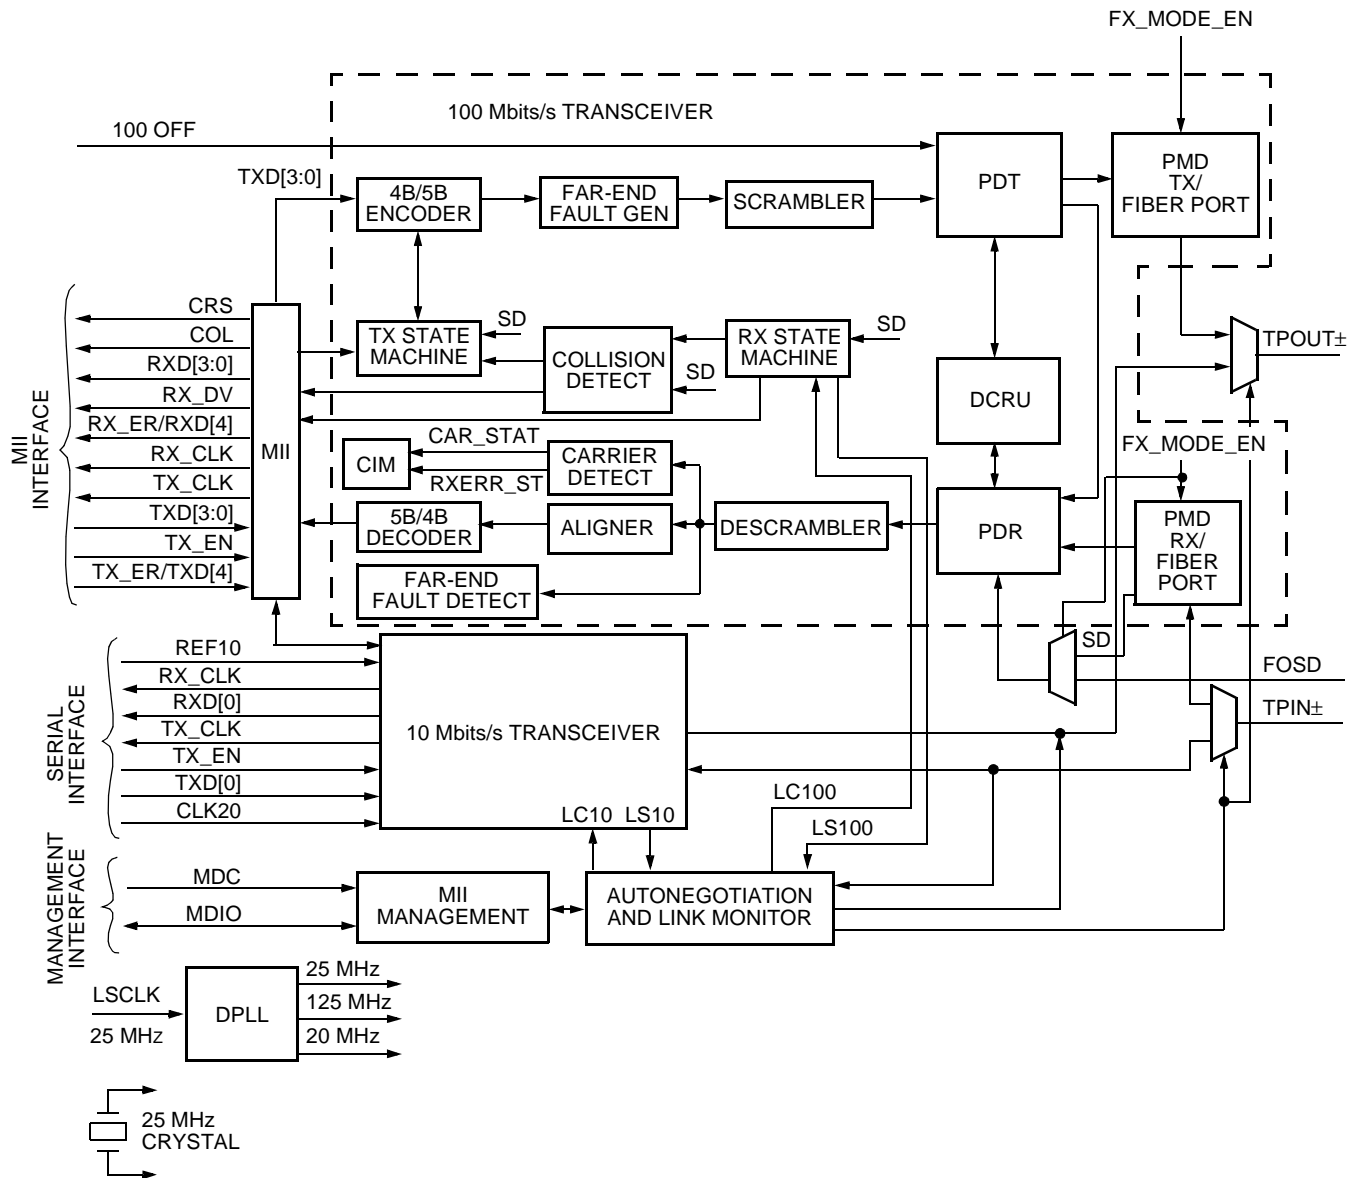 FX_MODE_EN
100 Mbits/s TRANSCEIVER
100 OFF
TXD[3:0]
4B/5B
ENCODER
FAR-END
FAULT GEN
SCRAMBLER
PDT
PMD
TX/
FIBER PORT
MII
INTERFACE
CRS
COL
RXD[3:0]
RX_DV
RX_ER/RXD[4]
RX_CLK
TX_CLK
TXD[3:0]
TX_EN
TX_ER/TXD[4]
MII
TX STATE
MACHINE
SD
COLLISION
DETECT
SD
RX STATE
MACHINE
SD
DCRU
TPOUT±
FX_MODE_EN
CIM
CAR_STAT
RXERR_ST
CARRIER
DETECT
5B/4B
DECODER
ALIGNER
DESCRAMBLER
PDR
PMD
RX/
FIBER
PORT
FAR-END
FAULT DETECT
SD
FOSD
TPIN±
SERIAL
INTERFACE
REF10
RX_CLK
RXD[0]
TX_CLK
TX_EN
TXD[0]
CLK20
10 Mbits/s TRANSCEIVER
LC10 LS10
LC100
LS100
MANAGEMENT
INTERFACE
MDC
MDIO
MII
MANAGEMENT
AUTONEGOTIATION
AND LINK MONITOR
LSCLK
25 MHz
DPLL
25 MHz
125 MHz
20 MHz
25 MHz
CRYSTAL